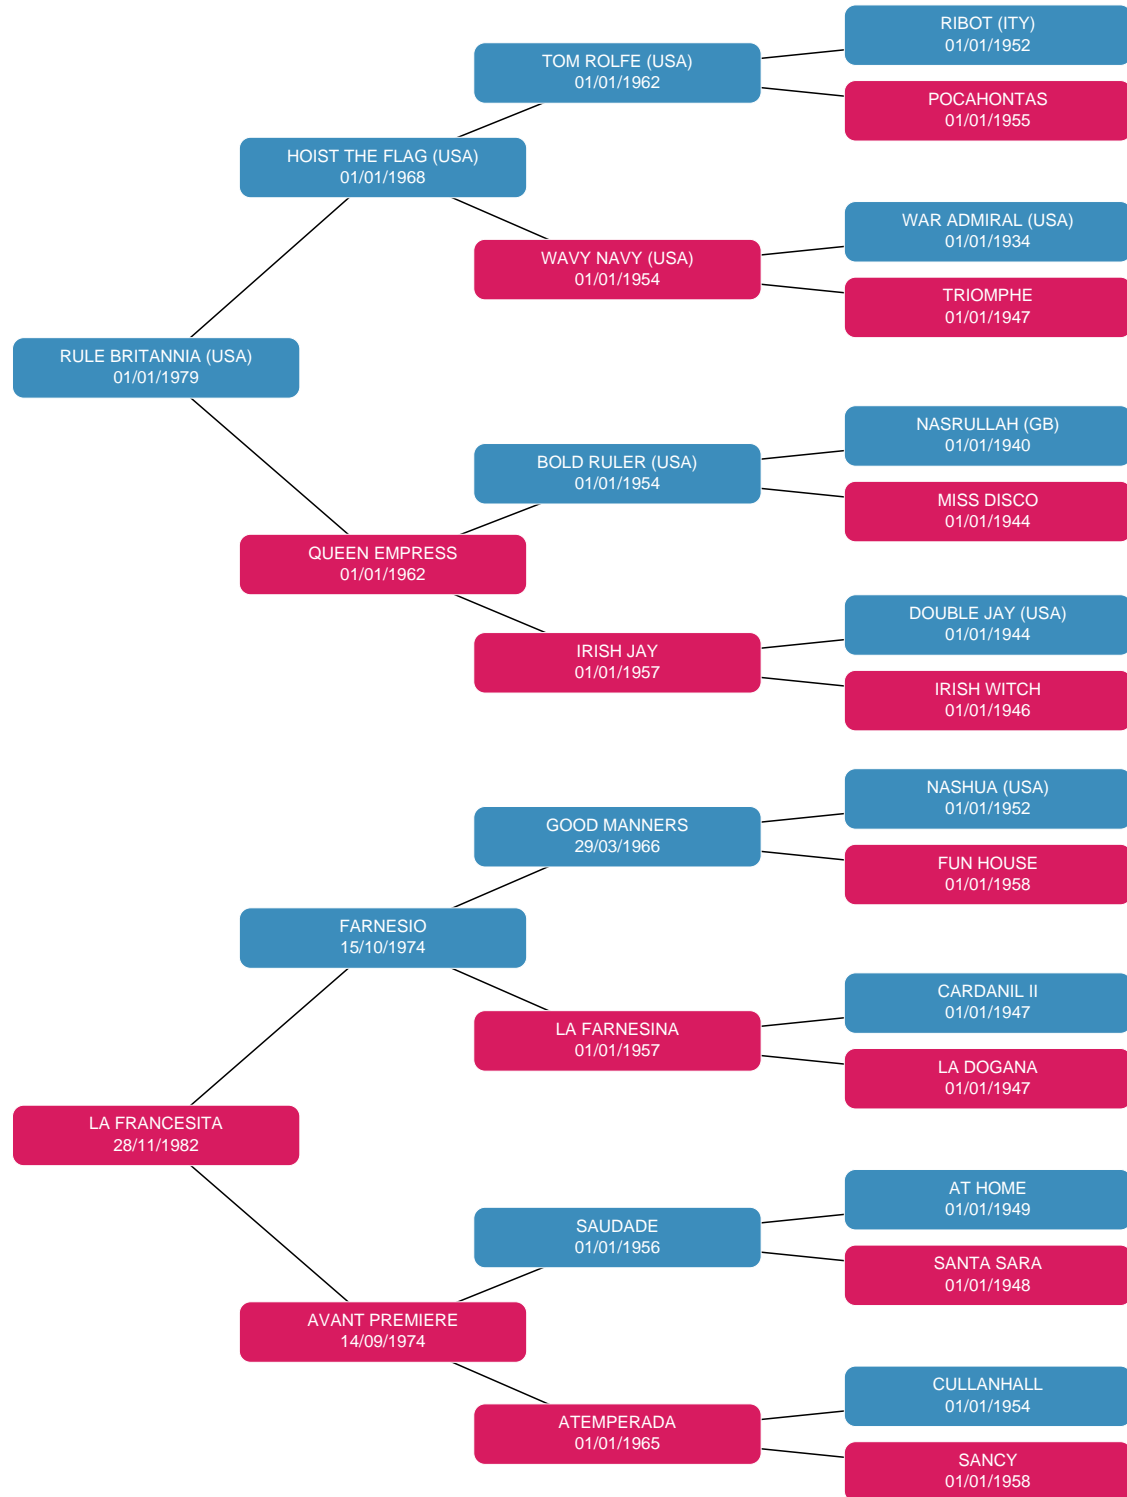 RIBOT (ITY)
01/01/1952
TOM ROLFE (USA)
01/01/1962
POCAHONTAS
01/01/1955
HOIST THE FLAG (USA)
01/01/1968
WAR ADMIRAL (USA)
01/01/1934
WAVY NAVY (USA)
01/01/1954
TRIOMPHE
01/01/1947
RULE BRITANNIA (USA)
01/01/1979
NASRULLAH (GB)
01/01/1940
BOLD RULER (USA)
01/01/1954
MISS DISCO
01/01/1944
QUEEN EMPRESS
01/01/1962
DOUBLE JAY (USA)
01/01/1944
IRISH JAY
01/01/1957
IRISH WITCH
01/01/1946
NASHUA (USA)
01/01/1952
GOOD MANNERS
29/03/1966
FUN HOUSE
01/01/1958
FARNESIO
15/10/1974
CARDANIL II
01/01/1947
LA FARNESINA
01/01/1957
LA DOGANA
01/01/1947
LA FRANCESITA
28/11/1982
AT HOME
01/01/1949
SAUDADE
01/01/1956
SANTA SARA
01/01/1948
AVANT PREMIERE
14/09/1974
CULLANHALL
01/01/1954
ATEMPERADA
01/01/1965
SANCY
01/01/1958